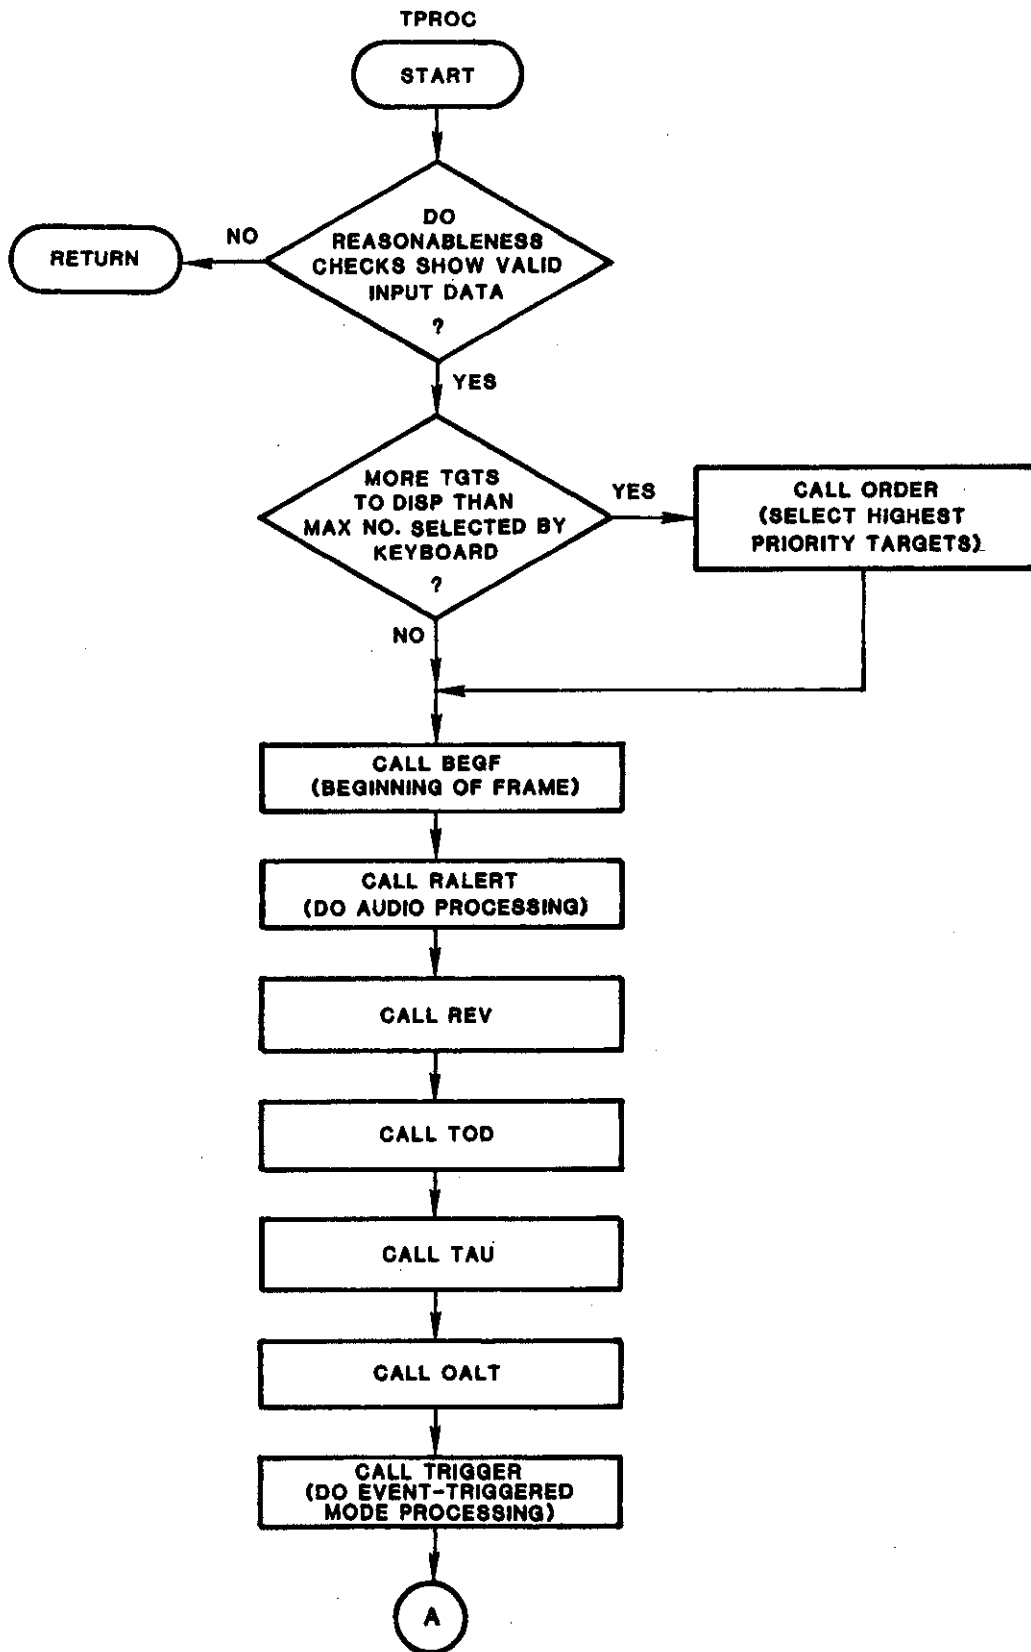 TPROC
START
DO
REASONABLENESS
CHECKS SHOW VALID
INPUT DATA
?
NO
RETURN
YES
MORE TGTS
TO DISP THAN
MAX NO. SELECTED BY
KEYBOARD
?
YES
CALL ORDER
(SELECT HIGHEST
PRIORITY TARGETS)
NO
CALL BEGF
(BEGINNING OF FRAME)
CALL RALERT
(DO AUDIO PROCESSING)
CALL REV
CALL TOD
CALL TAU
CALL OALT
CALL TRIGGER
(DO EVENT-TRIGGERED
MODE PROCESSING)
A